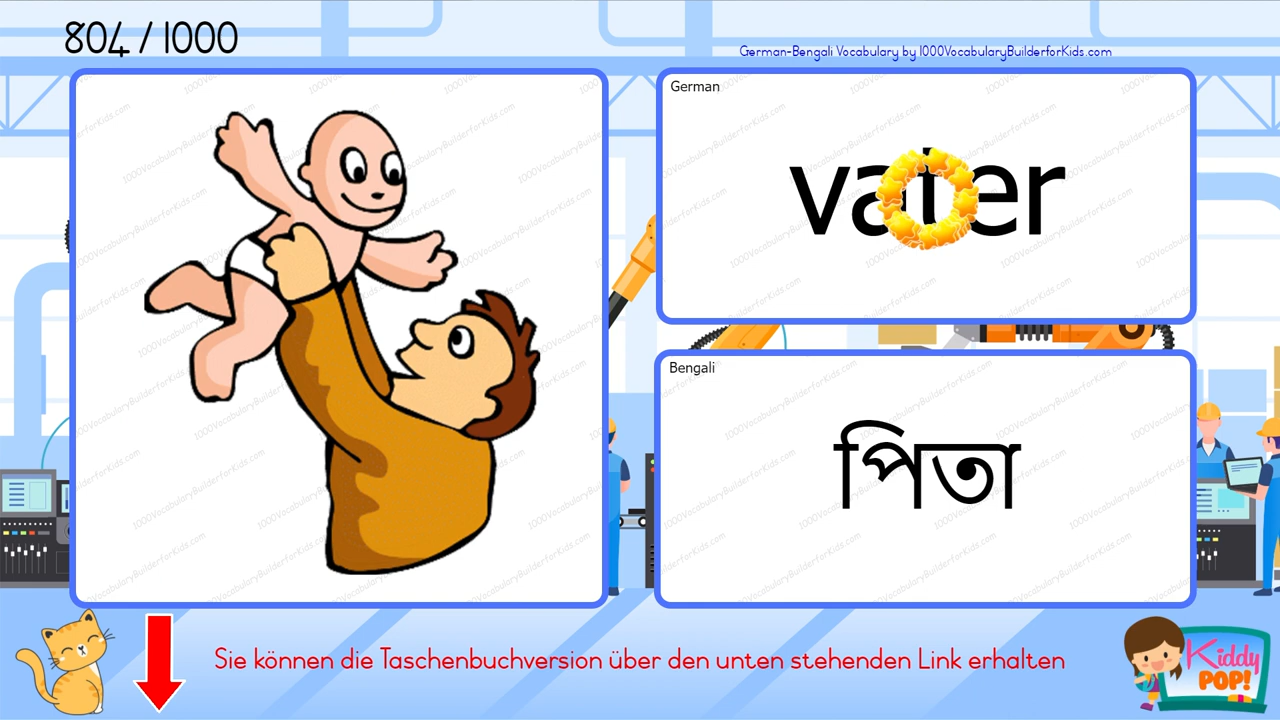 804 / 1000
German-Bengali Vocabulary by 1000VocabularyBuilderforKids.com
German
vater
Bengali
পিতা
Sie können die Taschenbuchversion über den unten stehenden Link erhalten
Kiddy
POP!